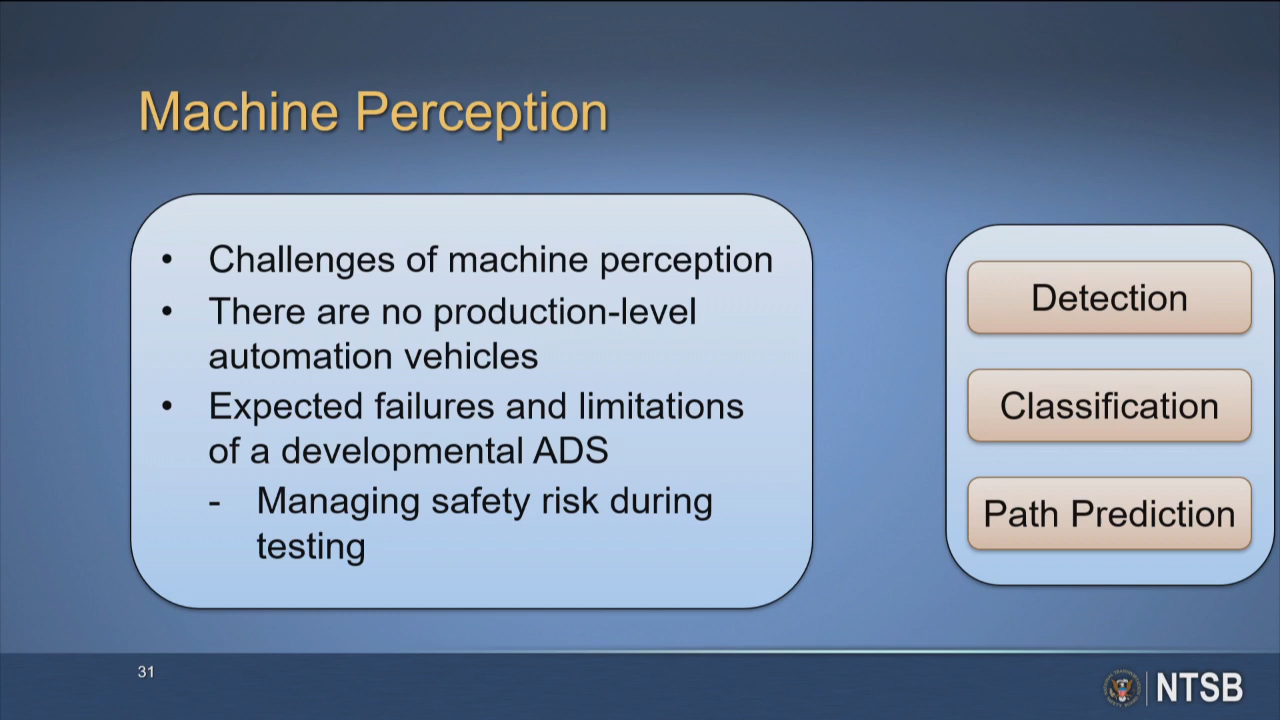 Machine Perception
• Challenges of machine perception
• There are no production-level
automation vehicles
• Expected failures and limitations
of a developmental ADS
- Managing safety risk during
testing
Detection
Classification
Path Prediction
31
NTSB